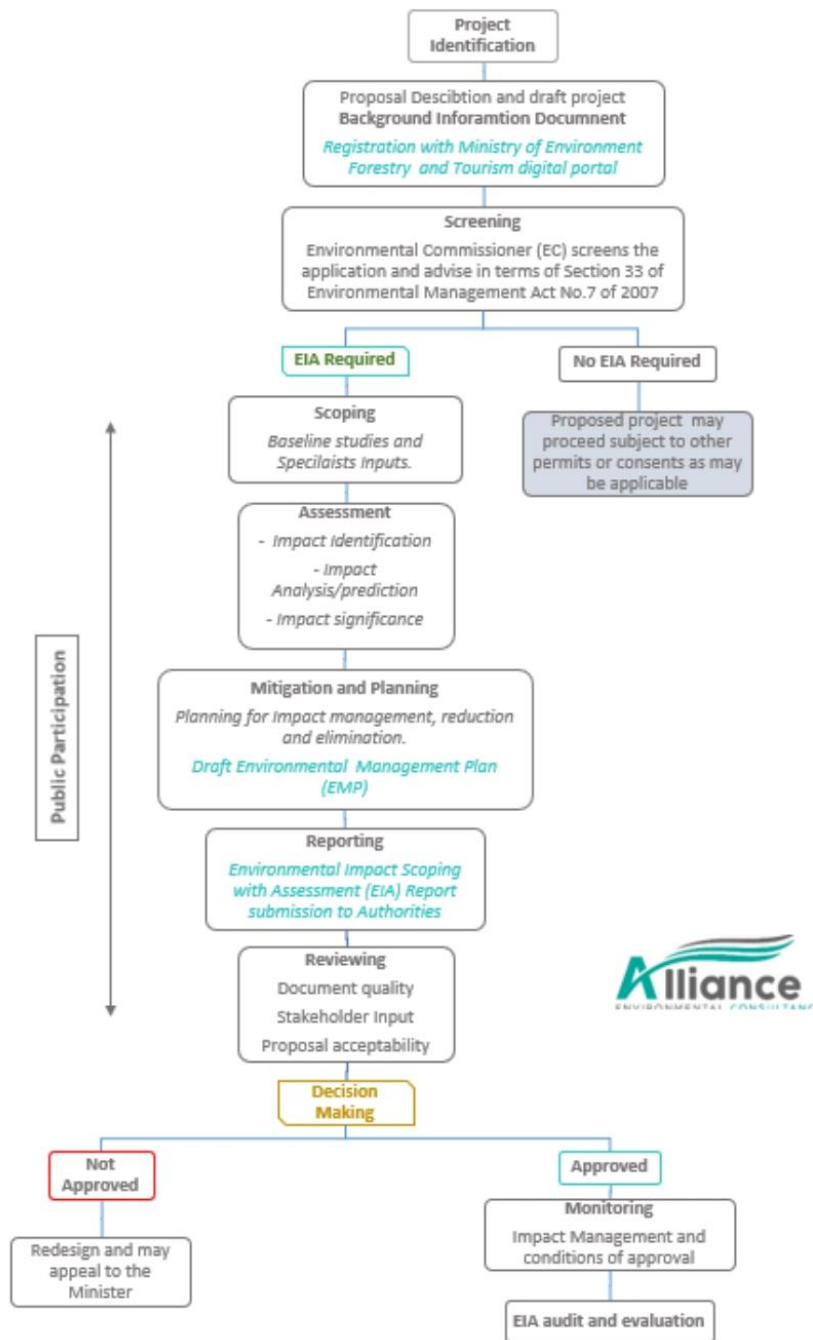 Project
Identification
Proposal Descibtion and draft project
Background Inforamtion Documnent
Registration with Ministry of Environment
Forestry and Tourism digital portal
Screening
Environmental Commissioner (EC) screens the
application and advise in terms of Section 33 of
Environmental Management Act No.7 of 2007
EIA Required
No EIA Required
Scoping
Baseline studies and
Specilaists Inputs.
Proposed project may
proceed subject to other
permits or consents as may
be applicable
Assessment
- Impact Identification
- Impact
Analysis/prediction
- Impact significance
Public Participation
Mitigation and Planning
Planning for Impact management, reduction
and elimination.
Draft Environmental Management Plan
(EMP)
Reporting
Environmental Impact Scoping
with Assessment (EIA) Report
submission to Authorities
Reviewing
Document quality
Stakeholder Input
Proposal acceptability
Alliance
ENVIRONMENTAL CONSULTANC
Decision
Making
Not
Approved
Approved
Redesign and may
appeal to the
Minister
Monitoring
Impact Management and
conditions of approval
EIA audit and evaluation